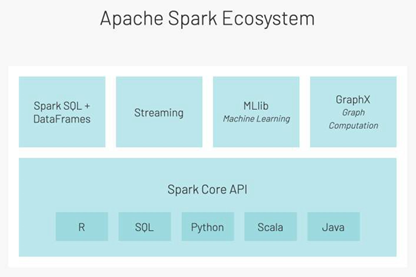 Apache Spark Ecosystem
Spark SQL +
DataFrames
Streaming
MLlib
Machine Learning
GraphX
Graph
Computation
Spark Core API
R
SQL
Python
Scala
Java